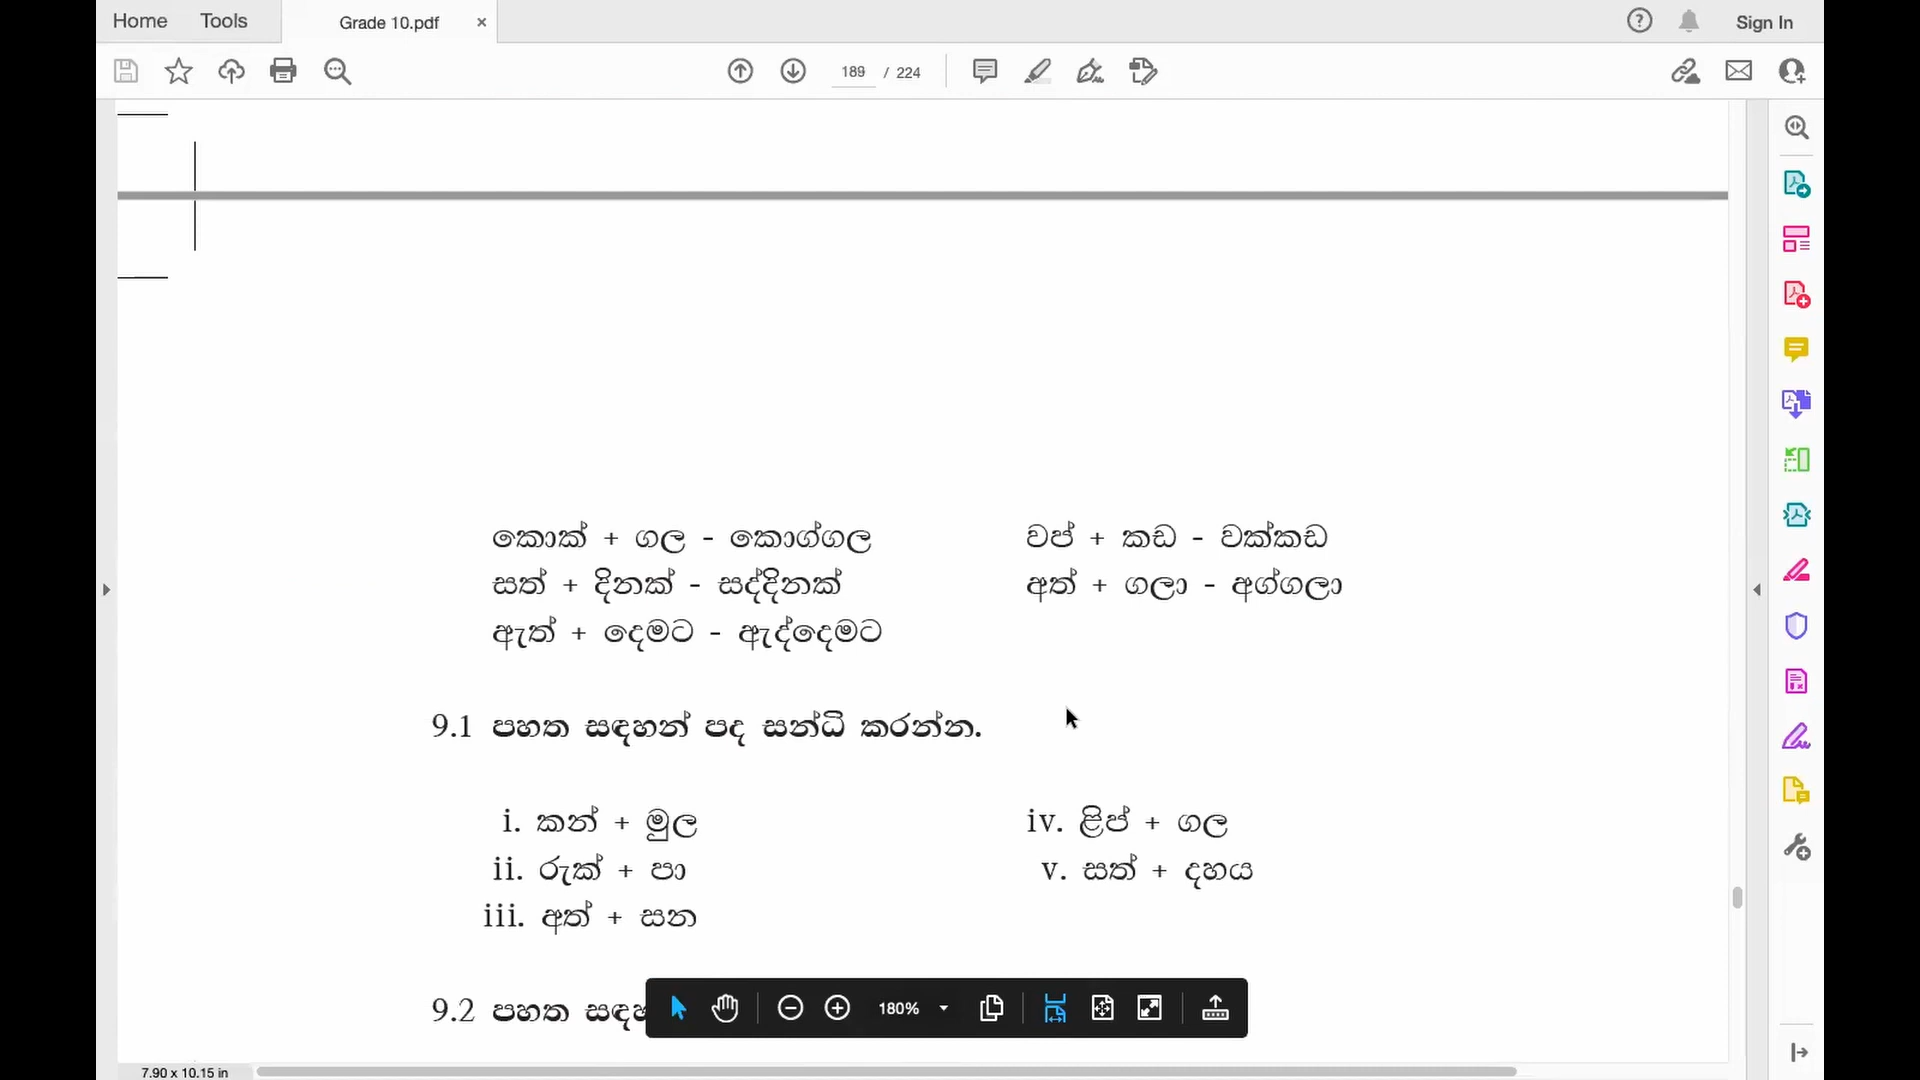 Home Tools Grade 10.pdf × Sign In
189 / 224
කොක් + ගල - කොග්ගල වප් + කඩ - වක්කඩ
සත් + දිනක් - සද්දිනක් අත් + ගලා - අග්ගලා
ඇත් + දෙමට - ඇද්දෙමට
9.1 පහත සඳහන් පද සන්ධි කරන්න.
i. කන් + මුල iv. ළිප් + ගල
ii. රුක් + පා v. සත් + දහය
iii. අත් + සන
9.2 පහත
180%
7.90 x 10.15 in